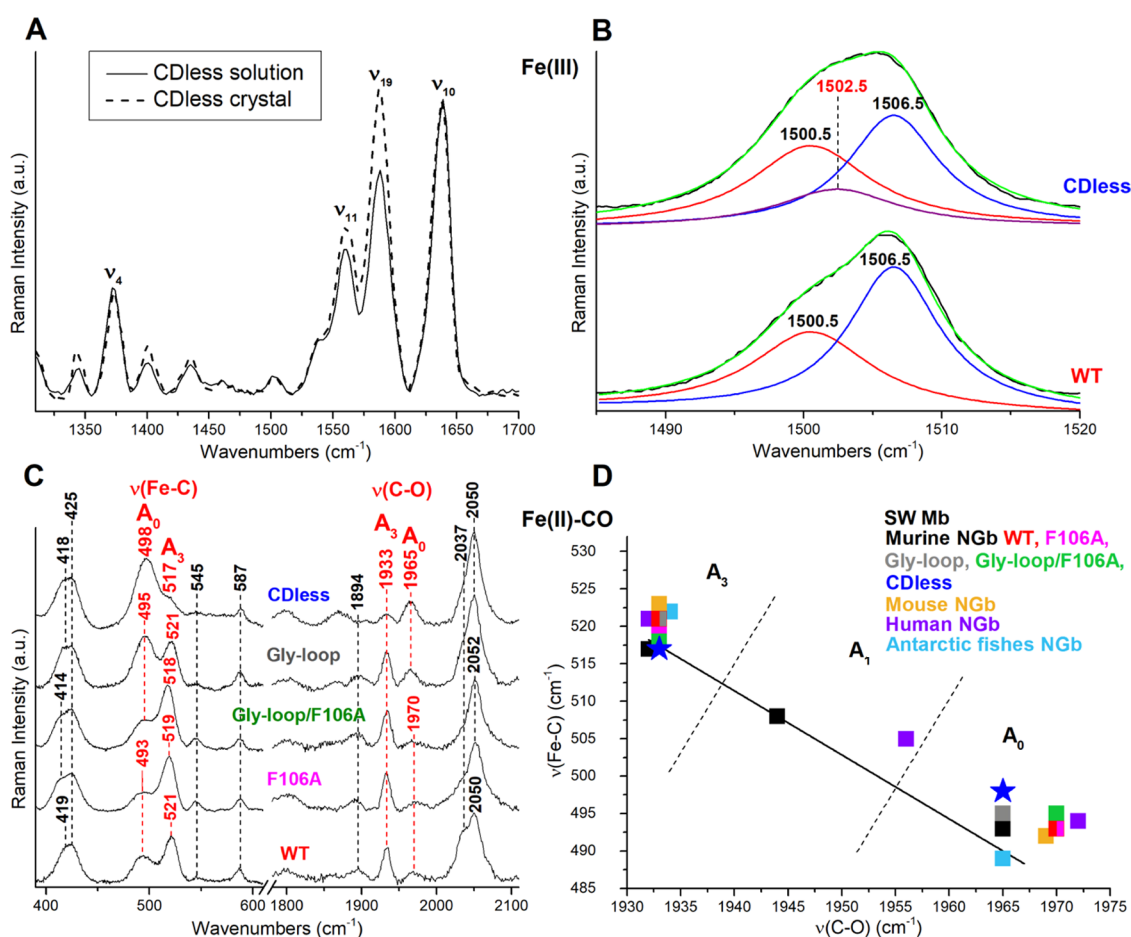 A
CDless solution
CDless crystal
ν4
ν11
ν19
ν10
Raman Intensity (a.u.)
1350 1400 1450 1500 1550 1600 1650 1700
Wavenumbers (cm-1)
B
Fe(III)
1502.5
1500.5
1506.5
CDless
1506.5
1500.5
WT
Raman Intensity (a.u.)
1490 1500 1510 1520
Wavenumbers (cm-1)
C
ν(Fe-C)
ν(C-O)
A0
A3
A3
A0
418
425
498
517
545
587
1894
1933
1965
2037
2050
CDless
495
521
Gly-loop
2052
414
518
Gly-loop/F106A
1970
493
519
F106A
419
521
2050
WT
Raman Intensity (a.u.)
400 500 600 1800 1900 2000 2100
Wavenumbers (cm-1)
D
Fe(II)-CO
SW Mb
Murine NGb WT, F106A,
Gly-loop, Gly-loop/F106A,
CDless
Mouse NGb
Human NGb
Antarctic fishes NGb
A3
A1
A0
530
525
520
515
510
505
500
495
490
485
ν(Fe-C) (cm-1)
1930 1935 1940 1945 1950 1955 1960 1965 1970 1975
ν(C-O) (cm-1)